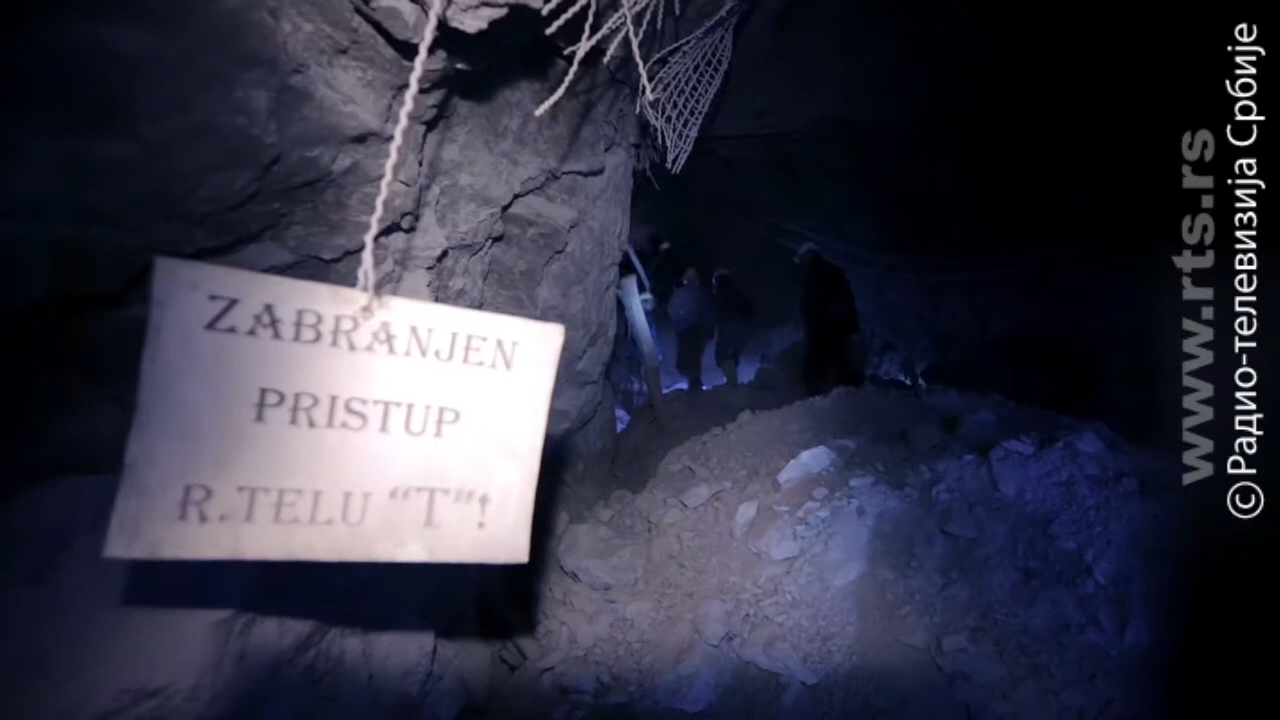 ZABRANJEN
PRISTUP
R.TELU “T”!
www.rts.rs
©Радио-телевизија Србије